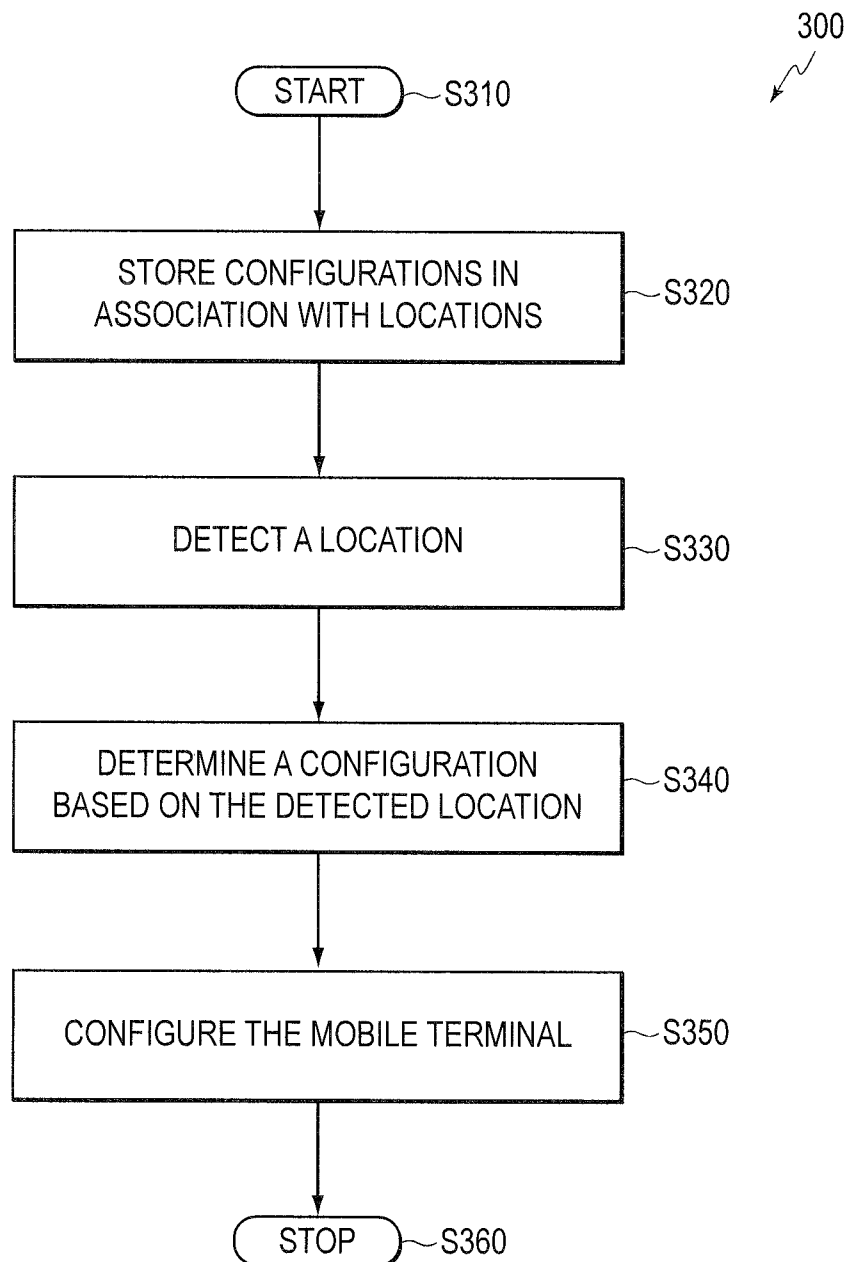 300
START
S310
STORE CONFIGURATIONS IN
ASSOCIATION WITH LOCATIONS
S320
DETECT A LOCATION
S330
DETERMINE A CONFIGURATION
BASED ON THE DETECTED LOCATION
S340
CONFIGURE THE MOBILE TERMINAL
S350
STOP
S360